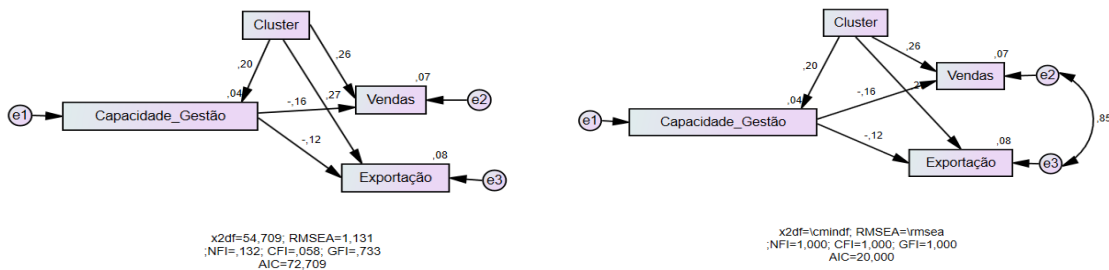 Cluster
,20
,26
,07
,04
-,16
,27
Vendas
e2
e1
Capacidade_Gestão
-,12
,08
Exportação
e3
x2df=54,709; RMSEA=1,131
;NFI=,132; CFI=,058; GFI=,733
AIC=72,709
Cluster
,20
,26
,07
,04
-,16
Vendas
e2
e1
Capacidade_Gestão
,85
-,12
,08
Exportação
e3
x2df=\cmindf; RMSEA=\rmsea
;NFI=1,000; CFI=1,000; GFI=1,000
AIC=20,000